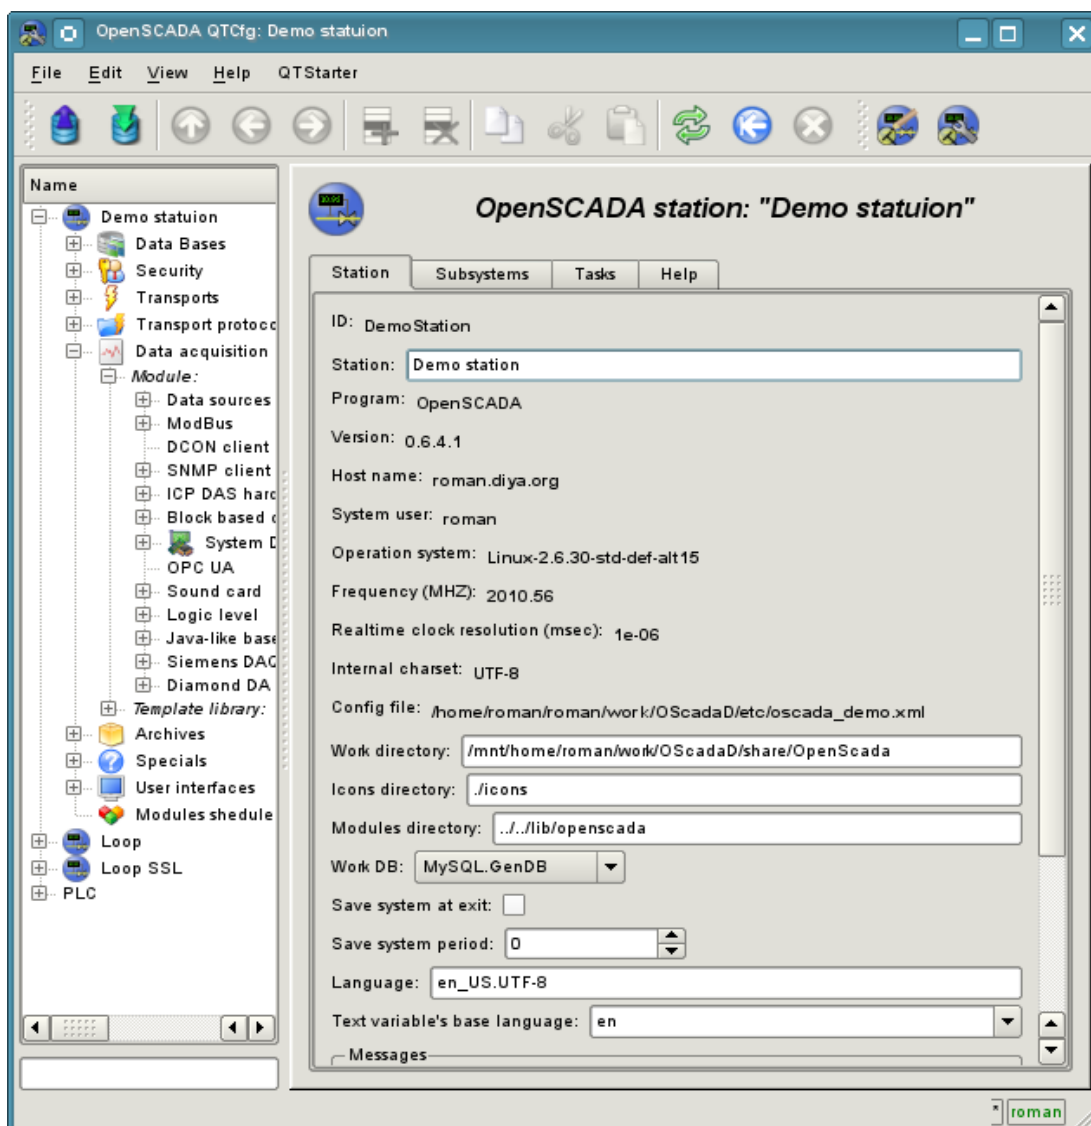 OpenSCADA QTCfg: Demo statuion
File Edit View Help QTStarter
Name
Demo statuion
Data Bases
Security
Transports
Transport protocc
Data acquisition
Module:
Data sources
ModBus
DCON client
SNMP client
ICP DAS hard
Block based c
System D
OPC UA
Sound card
Logic level
Java-like base
Siemens DAQ
Diamond DA
Template library:
Archives
Specials
User interfaces
Modules shedule
Loop
Loop SSL
PLC
OpenSCADA station: "Demo statuion"
Station Subsystems Tasks Help
ID: DemoStation
Station: Demo station
Program: OpenSCADA
Version: 0.6.4.1
Host name: roman.diya.org
System user: roman
Operation system: Linux-2.6.30-std-def-alt15
Frequency (MHZ): 2010.56
Realtime clock resolution (msec): 1e-06
Internal charset: UTF-8
Config file: /home/roman/roman/work/OScadaD/etc/oscada_demo.xml
Work directory: /mnt/home/roman/work/OScadaD/share/OpenScada
Icons directory: ./icons
Modules directory: ../../lib/openscada
Work DB: MySQL.GenDB
Save system at exit:
Save system period: 0
Language: en_US.UTF-8
Text variable's base language: en
Messages
* roman